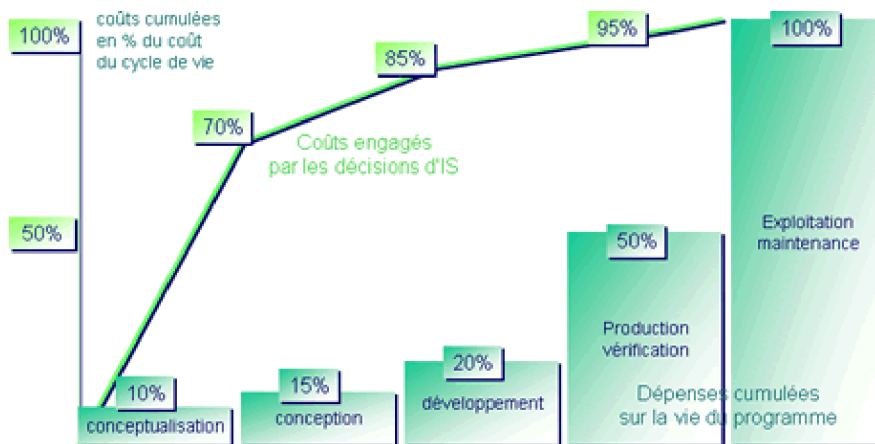 100%
coûts cumulées
en % du coût
du cycle de vie
85%
95%
100%
70%
Coûts engagés
par les décisions d'IS
50%
50%
Exploitation
maintenance
Production
vérification
10%
conceptualisation
15%
conception
20%
développement
Dépenses cumulées
sur la vie du programme